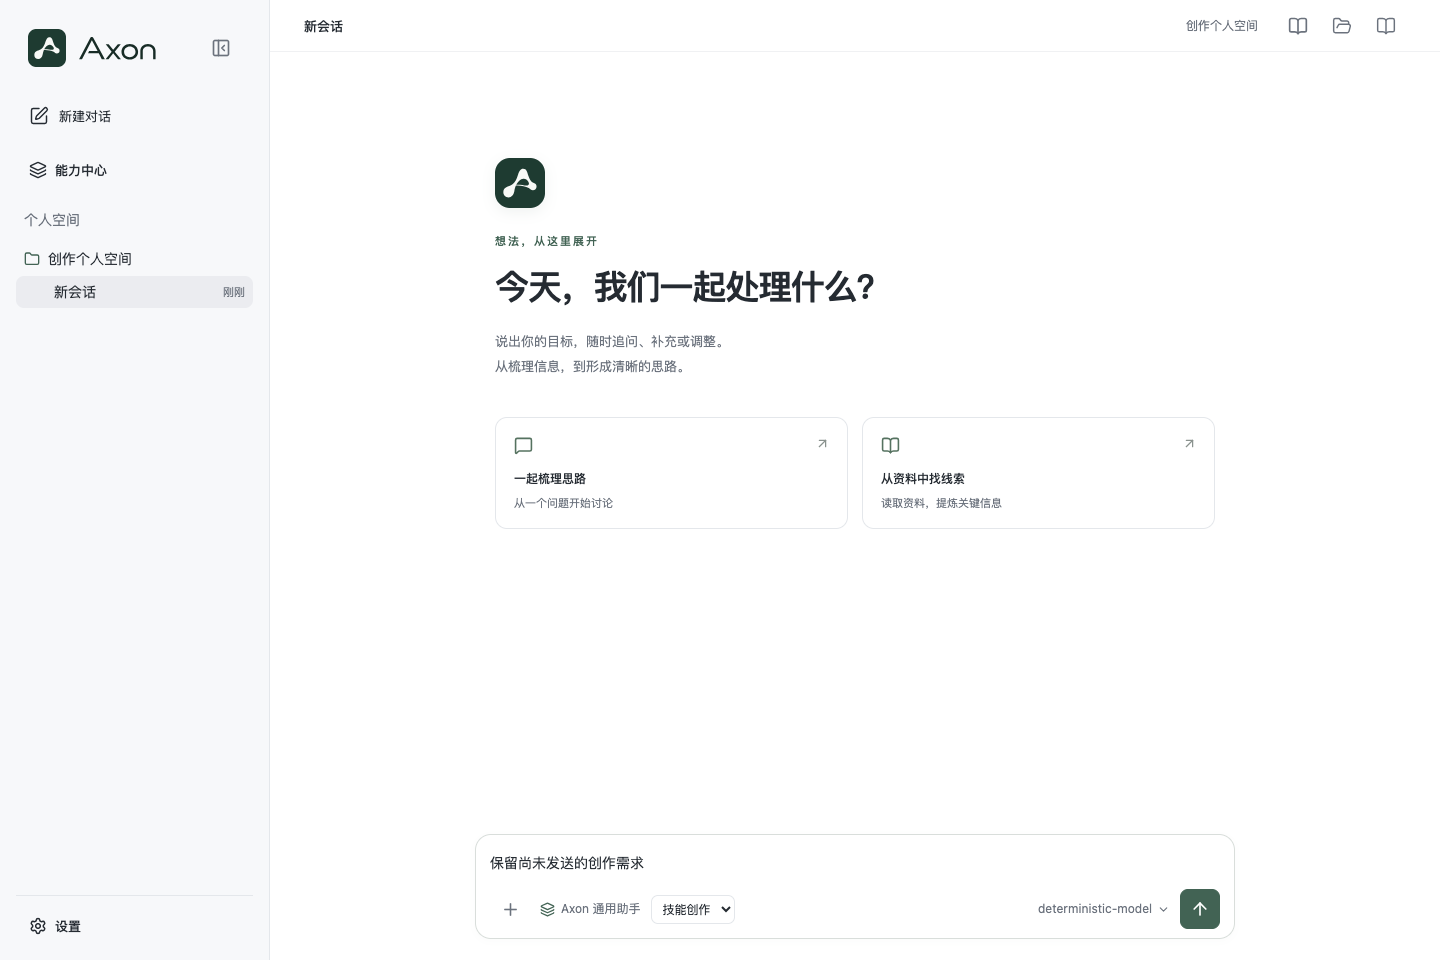 Axon
新建对话
能力中心
个人空间
创作个人空间
新会话 刚刚
设置
新会话
创作个人空间
想法，从这里展开
今天，我们一起处理什么？
说出你的目标，随时追问、补充或调整。
从梳理信息，到形成清晰的思路。
一起梳理思路
从一个问题开始讨论
从资料中找线索
读取资料，提炼关键信息
保留尚未发送的创作需求
Axon 通用助手 技能创作 deterministic-model